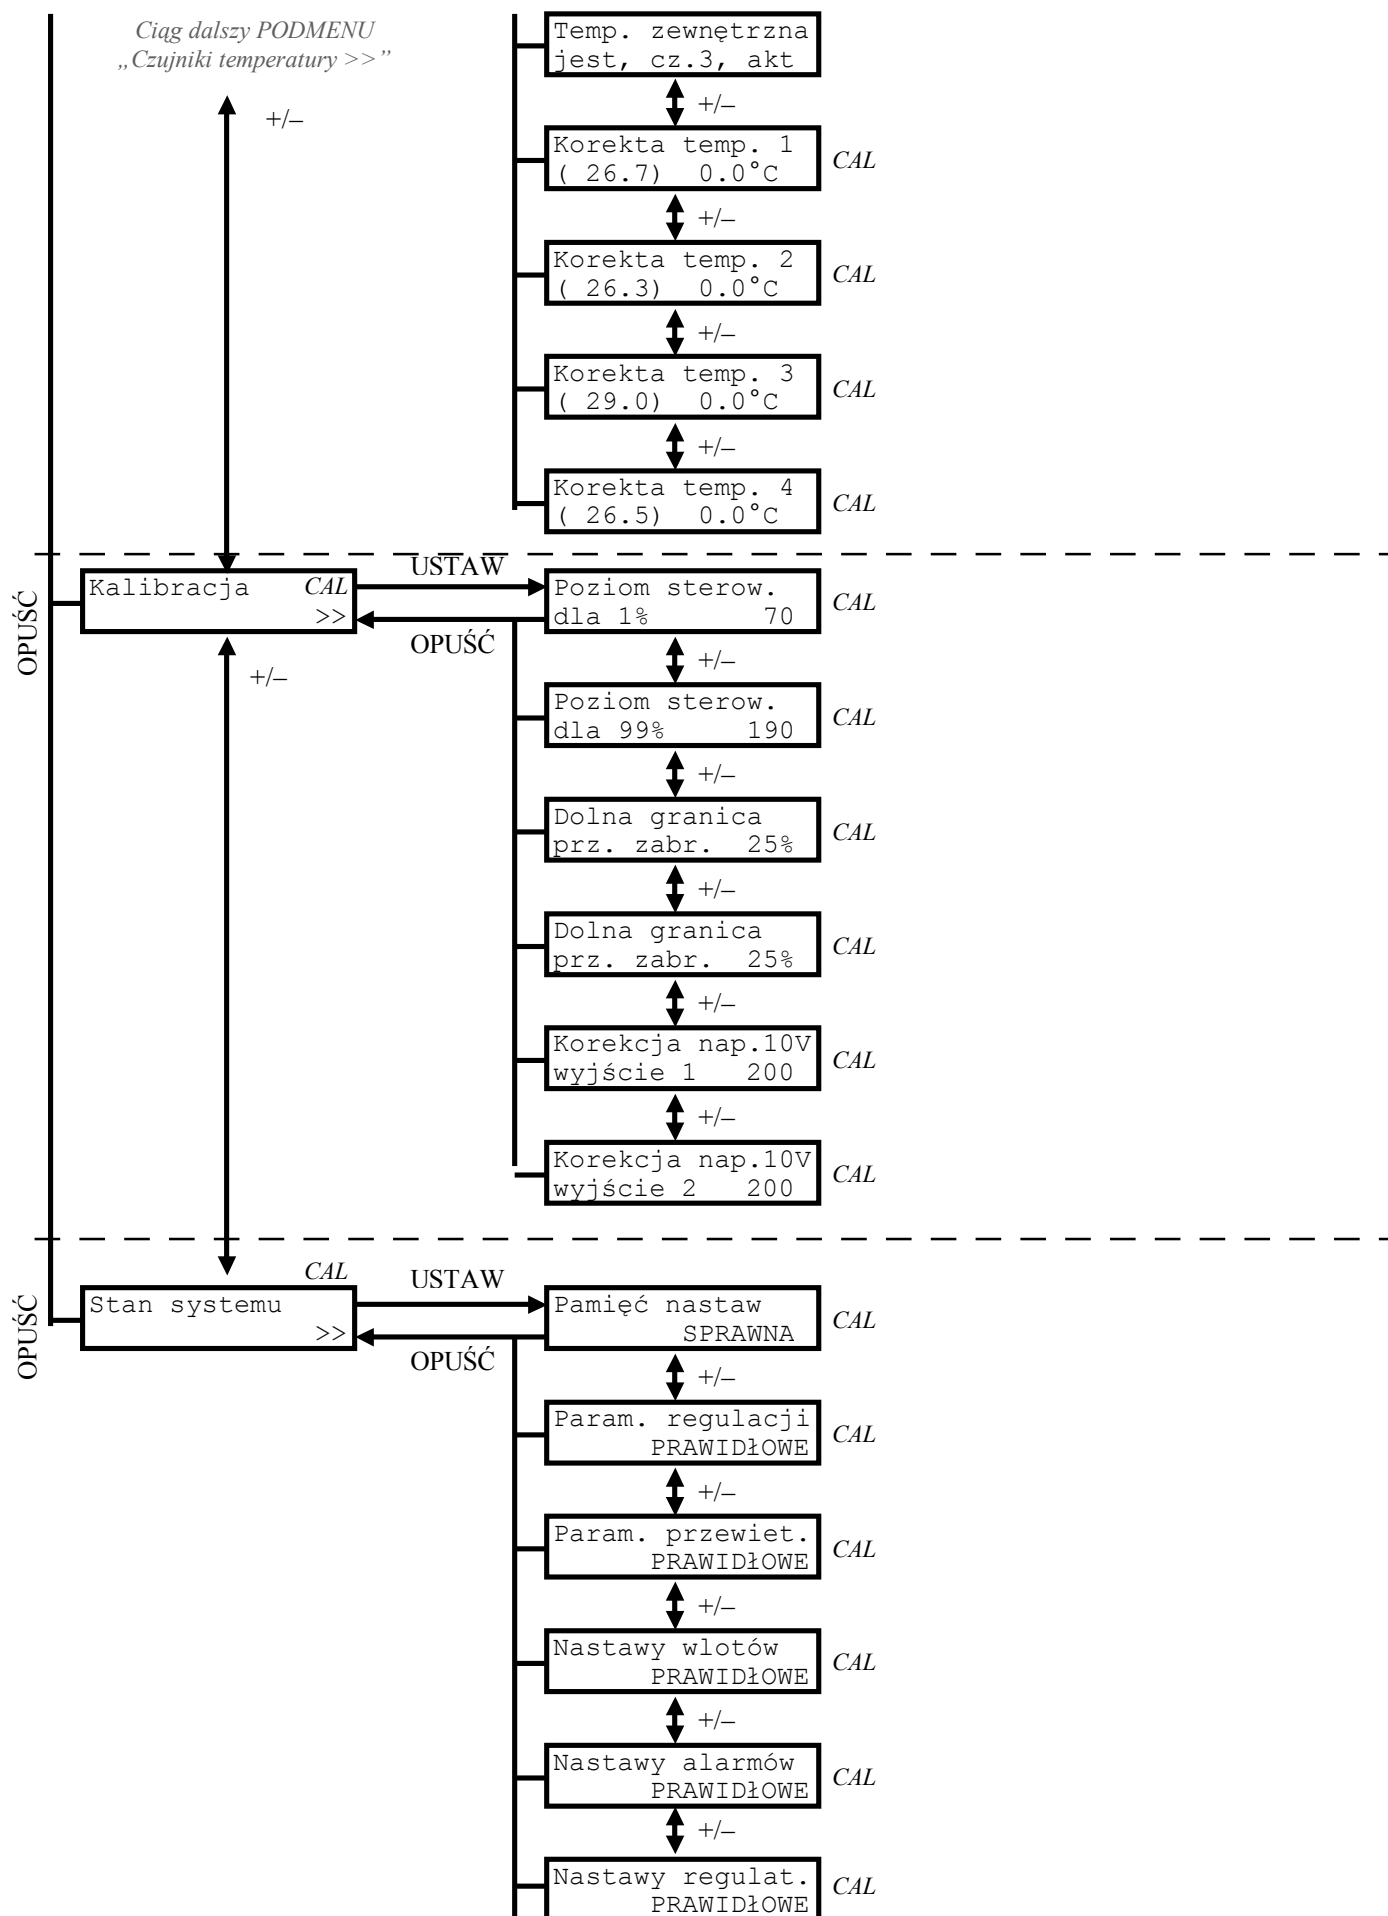 Ciąg dalszy PODMENU
„Czujniki temperatury >>”
+/–
Temp. zewnętrzna
jest, cz.3, akt
+/–
Korekta temp. 1
( 26.7) 0.0°C
CAL
+/–
Korekta temp. 2
( 26.3) 0.0°C
CAL
+/–
Korekta temp. 3
( 29.0) 0.0°C
CAL
+/–
Korekta temp. 4
( 26.5) 0.0°C
CAL
OPUŚĆ
Kalibracja CAL
>>
USTAW
OPUŚĆ
+/–
Poziom sterow.
dla 1% 70
CAL
+/–
Poziom sterow.
dla 99% 190
CAL
+/–
Dolna granica
prz. zabr. 25%
CAL
+/–
Dolna granica
prz. zabr. 25%
CAL
+/–
Korekcja nap.10V
wyjście 1 200
CAL
+/–
Korekcja nap.10V
wyjście 2 200
CAL
OPUŚĆ
CAL
Stan systemu
>>
USTAW
OPUŚĆ
Pamięć nastaw
SPRAWNA
CAL
+/–
Param. regulacji
PRAWIDłOWE
CAL
+/–
Param. przewiet.
PRAWIDłOWE
CAL
+/–
Nastawy wlotów
PRAWIDłOWE
CAL
+/–
Nastawy alarmów
PRAWIDłOWE
CAL
+/–
Nastawy regulat.
PRAWIDłOWE
CAL